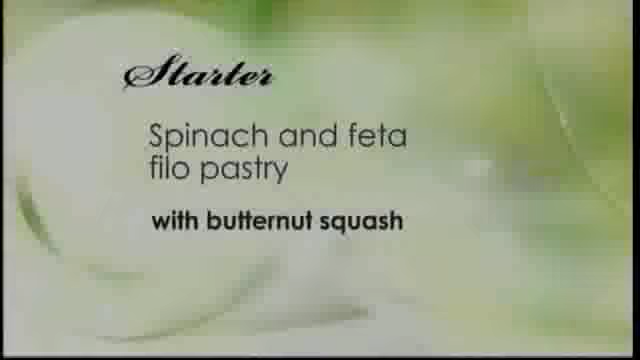 Starter
Spinach and feta
filo pastry
with butternut squash